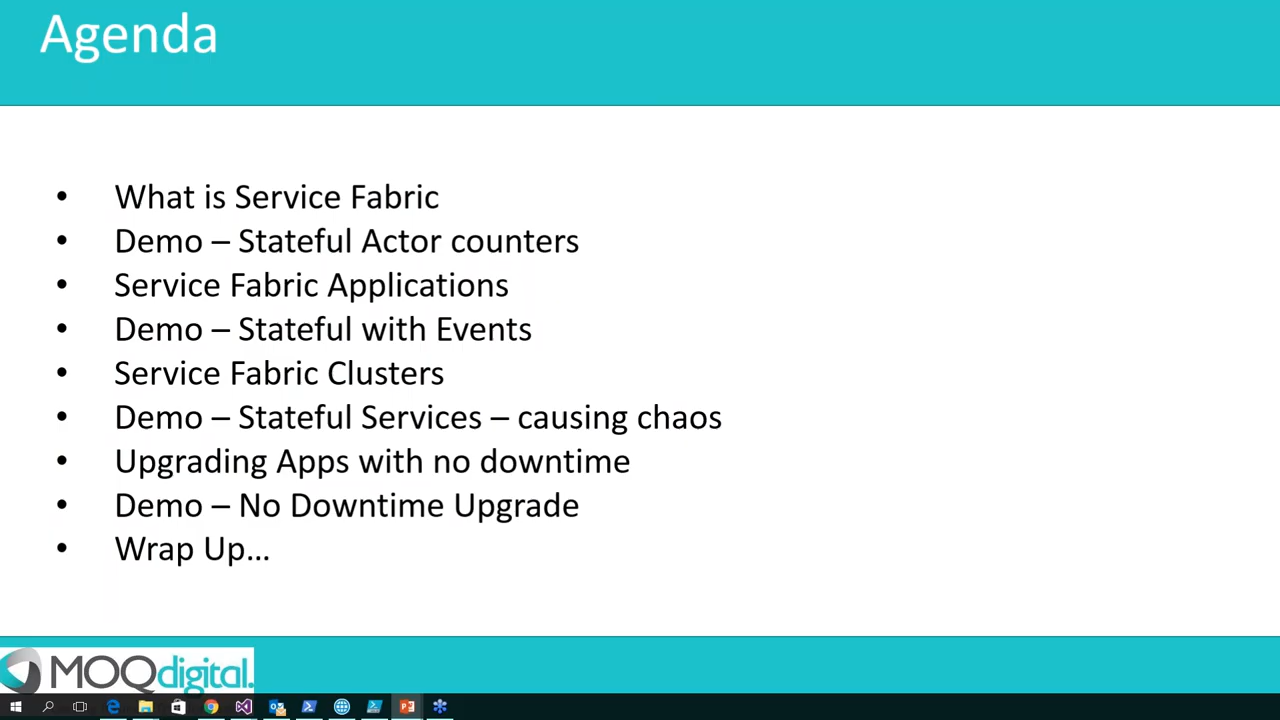 Agenda
• What is Service Fabric
• Demo – Stateful Actor counters
• Service Fabric Applications
• Demo – Stateful with Events
• Service Fabric Clusters
• Demo – Stateful Services – causing chaos
• Upgrading Apps with no downtime
• Demo – No Downtime Upgrade
• Wrap Up…
MOQdigital.